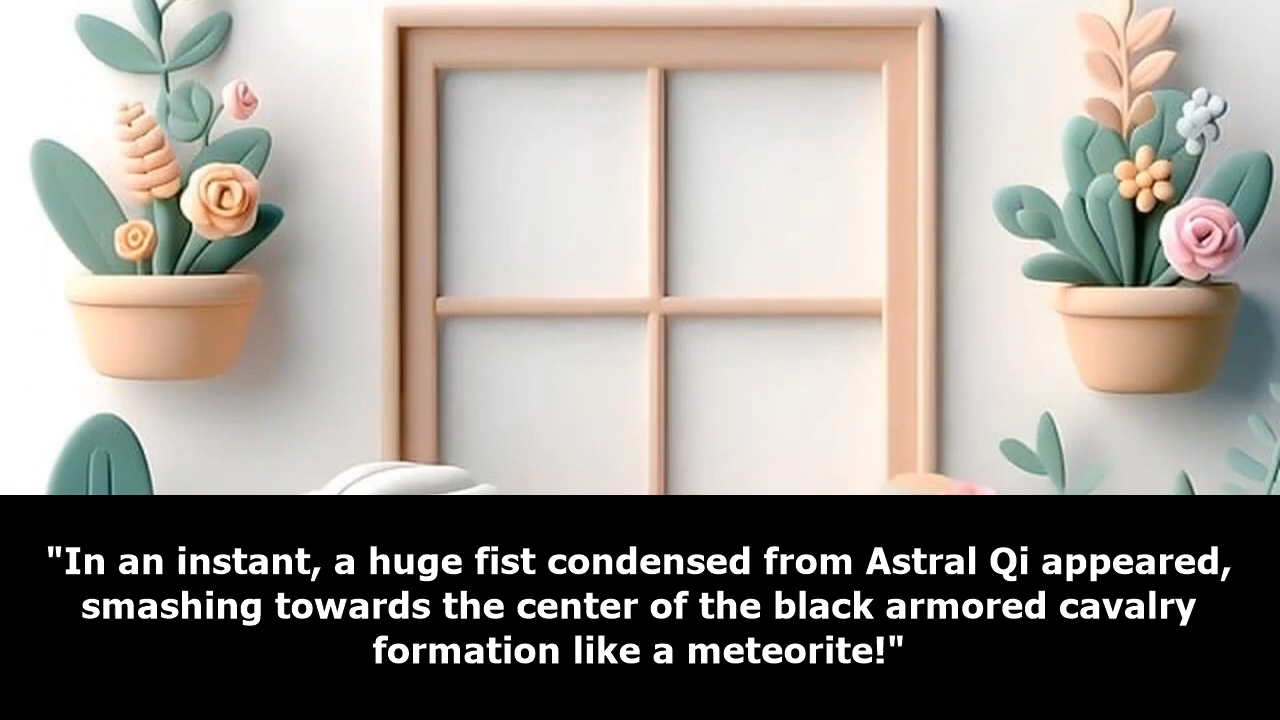 "In an instant, a huge fist condensed from Astral Qi appeared,
smashing towards the center of the black armored cavalry
formation like a meteorite!"